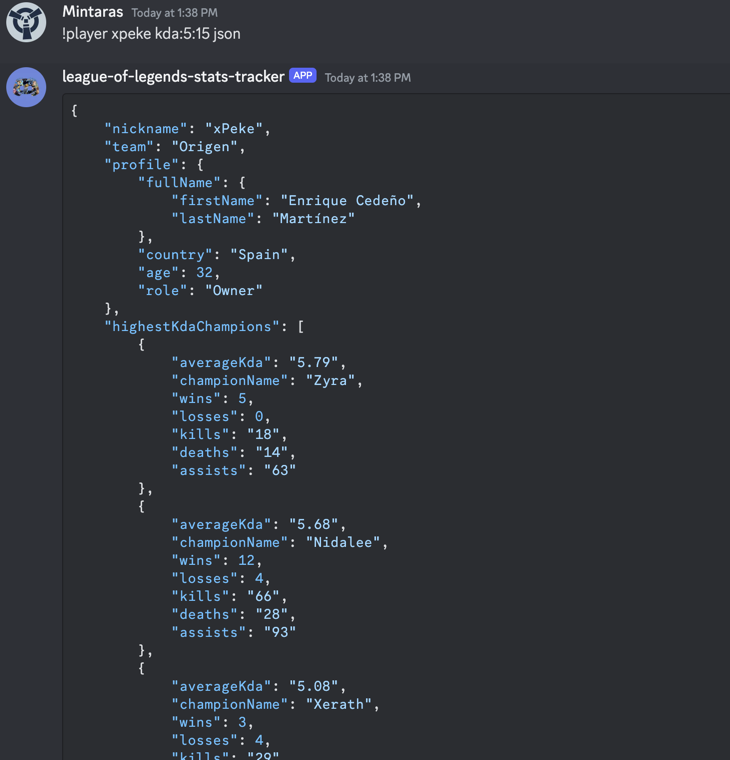 Mintaras Today at 1:38 PM
!player xpeke kda:5:15 json
league-of-legends-stats-tracker APP Today at 1:38 PM
{
"nickname": "xPeke",
"team": "Origen",
"profile": {
"fullName": {
"firstName": "Enrique Cedeño",
"lastName": "Martínez"
},
"country": "Spain",
"age": 32,
"role": "Owner"
},
"highestKdaChampions": [
{
"averageKda": "5.79",
"championName": "Zyra",
"wins": 5,
"losses": 0,
"kills": "18",
"deaths": "14",
"assists": "63"
},
{
"averageKda": "5.68",
"championName": "Nidalee",
"wins": 12,
"losses": 4,
"kills": "66",
"deaths": "28",
"assists": "93"
},
{
"averageKda": "5.08",
"championName": "Xerath",
"wins": 3,
"losses": 4,
"kills": "29"